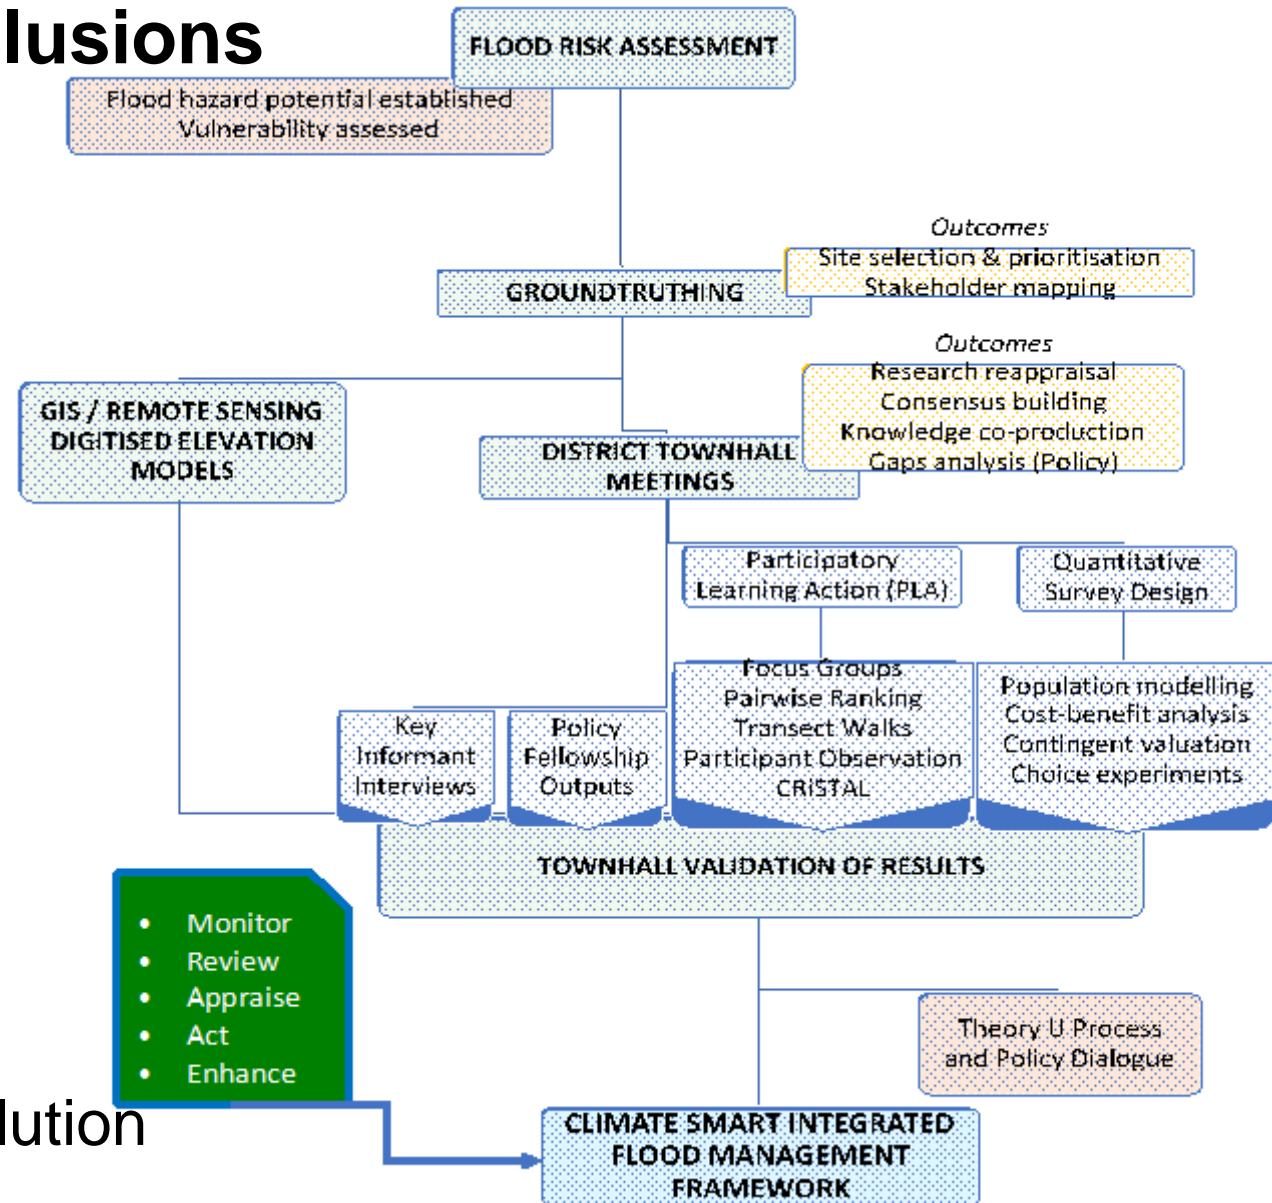 lusions
FLOOD RISK ASSESSMENT
Flood hazard potential established
Vulnerability assessed
Outcomes
Site selection & prioritisation
Stakeholder mapping
GROUNDTRUTHING
Outcomes
Research reappraisal
Consensus building
Knowledge co-production
Gaps analysis (Policy)
GIS / REMOTE SENSING
DIGITISED ELEVATION
MODELS
DISTRICT TOWNHALL
MEETINGS
Participatory
Learning Action (PLA)
Quantitative
Survey Design
Key
Informant
Interviews
Policy
Fellowship
Outputs
Focus Groups
Pairwise Ranking
Transect Walks
Participant Observation
CRiSTAL
Population modelling
Cost-benefit analysis
Contingent valuation
Choice experiments
TOWNHALL VALIDATION OF RESULTS
• Monitor
• Review
• Appraise
• Act
• Enhance
Theory U Process
and Policy Dialogue
lution
CLIMATE SMART INTEGRATED
FLOOD MANAGEMENT
FRAMEWORK